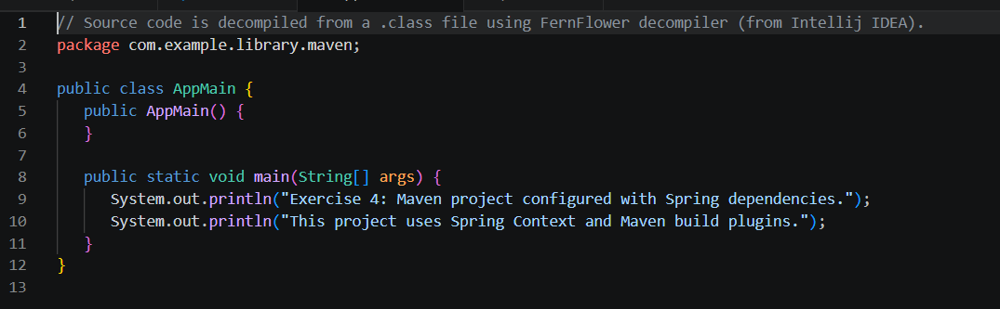 1 // Source code is decompiled from a .class file using FernFlower decompiler (from Intellij IDEA).
2 package com.example.library.maven;
3
4 public class AppMain {
5    public AppMain() {
6    }
7
8    public static void main(String[] args) {
9       System.out.println("Exercise 4: Maven project configured with Spring dependencies.");
10       System.out.println("This project uses Spring Context and Maven build plugins.");
11    }
12 }
13